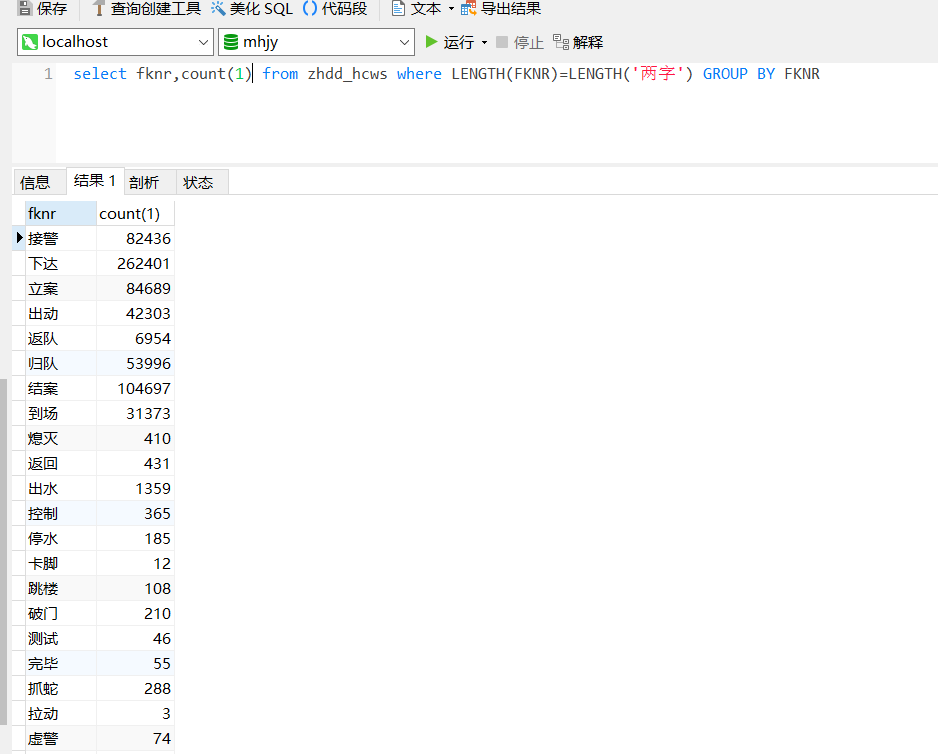 保存 查询创建工具 美化 SQL () 代码段 文本 导出结果
localhost mhjy 运行 停止 解释
1 select fknr,count(1) from zhdd_hcws where LENGTH(FKNR)=LENGTH('两字') GROUP BY FKNR
信息 结果 1 剖析 状态
fknr count(1)
接警 82436
下达 262401
立案 84689
出动 42303
返队 6954
归队 53996
结案 104697
到场 31373
熄灭 410
返回 431
出水 1359
控制 365
停水 185
卡脚 12
跳楼 108
破门 210
测试 46
完毕 55
抓蛇 288
拉动 3
虚警 74